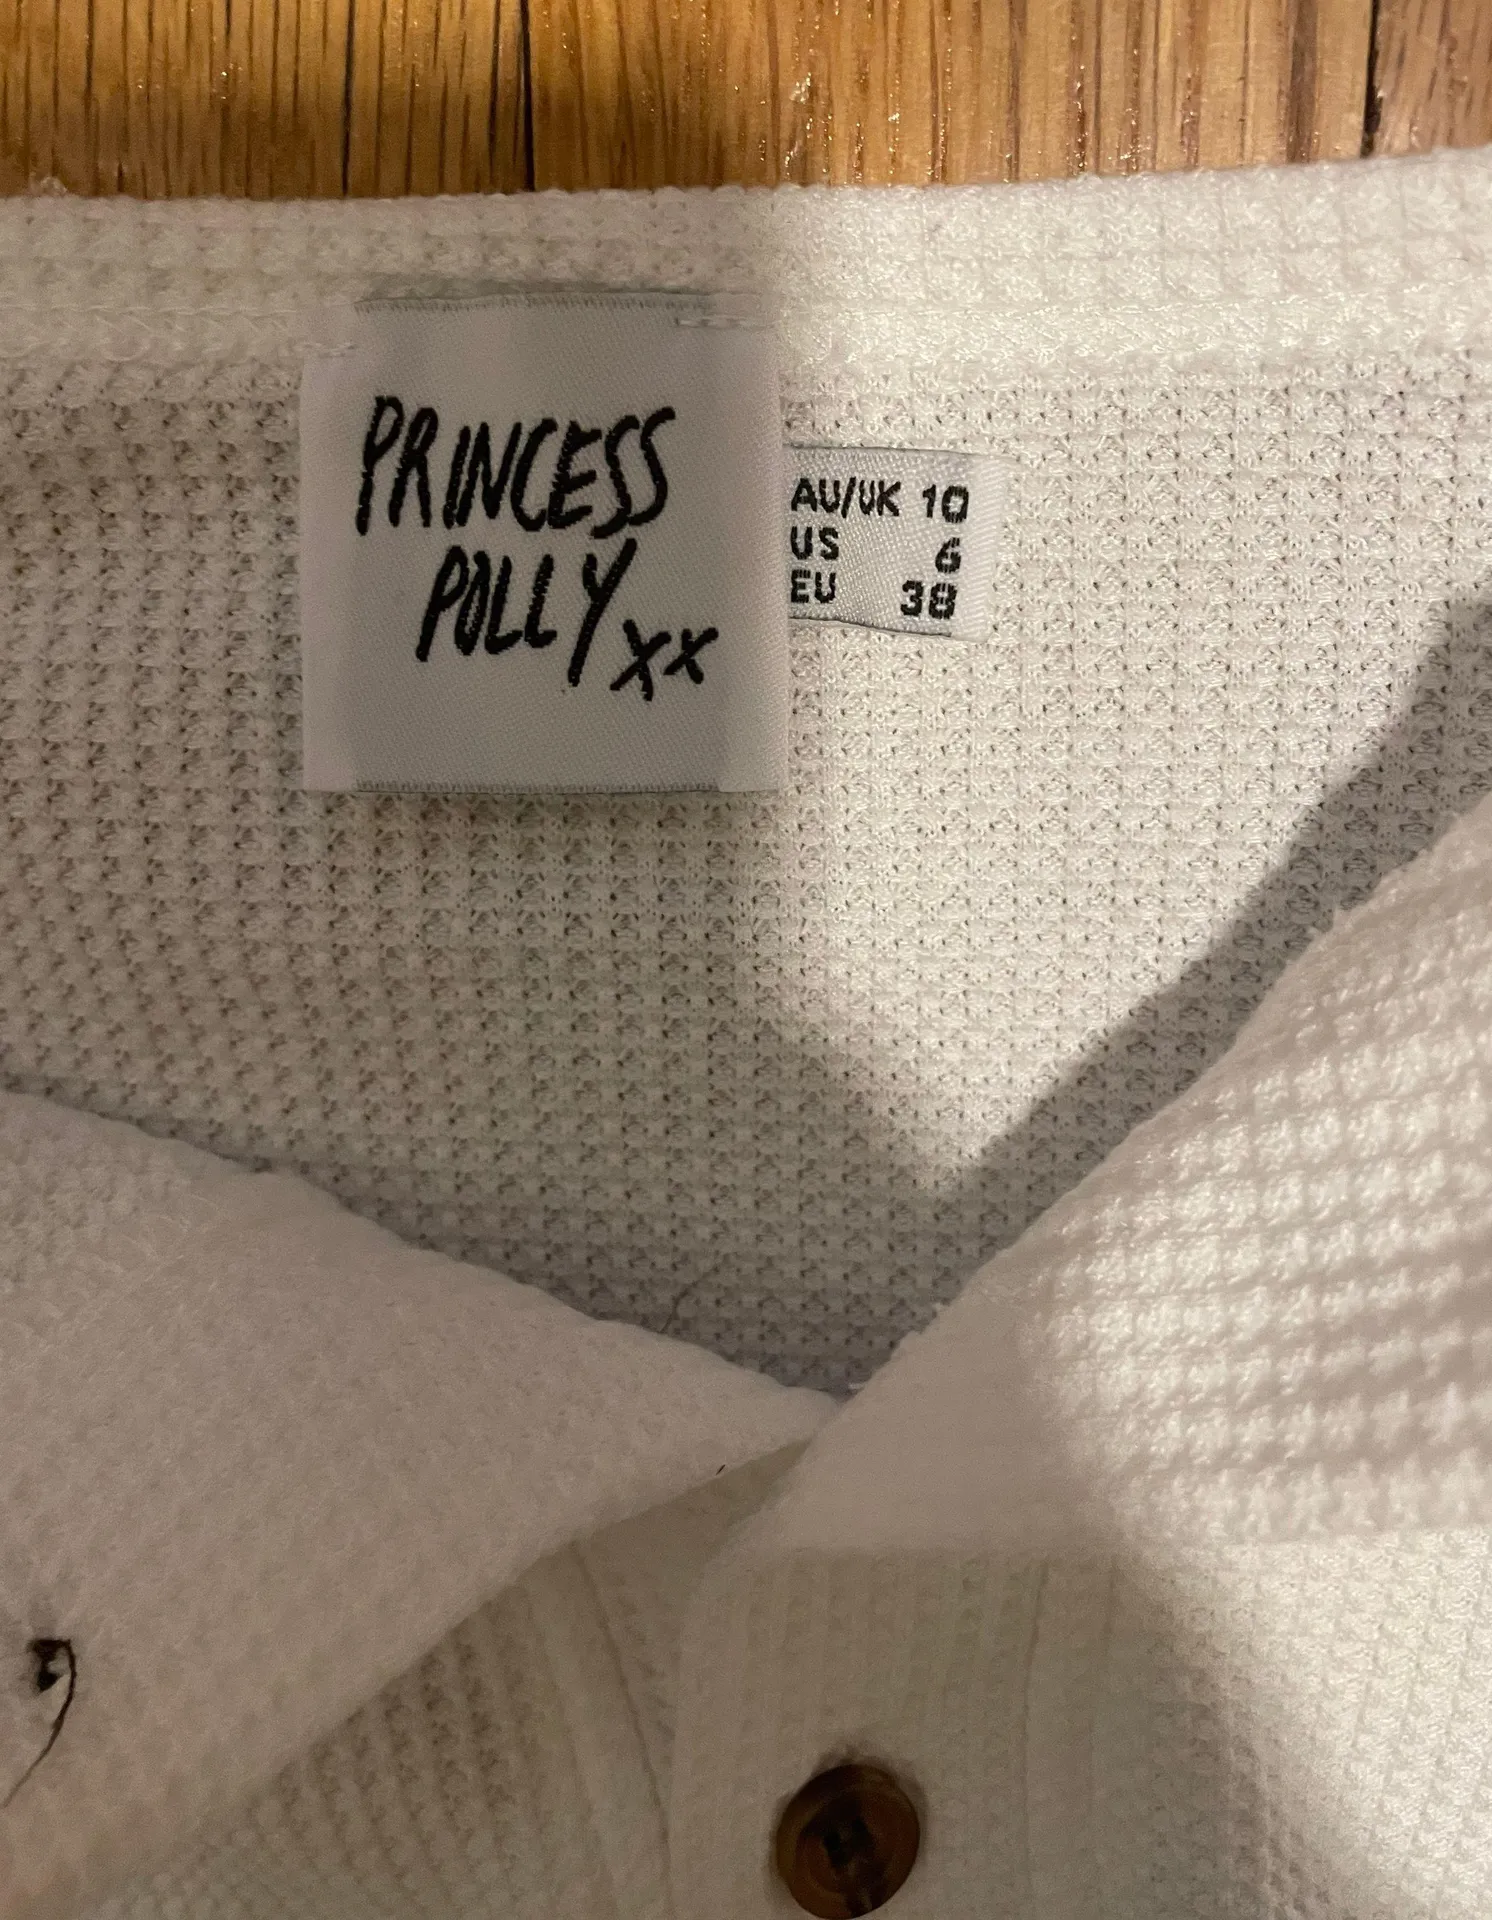 PRINCESS
POLLY xx
AU/UK 10
US 6
EU 38